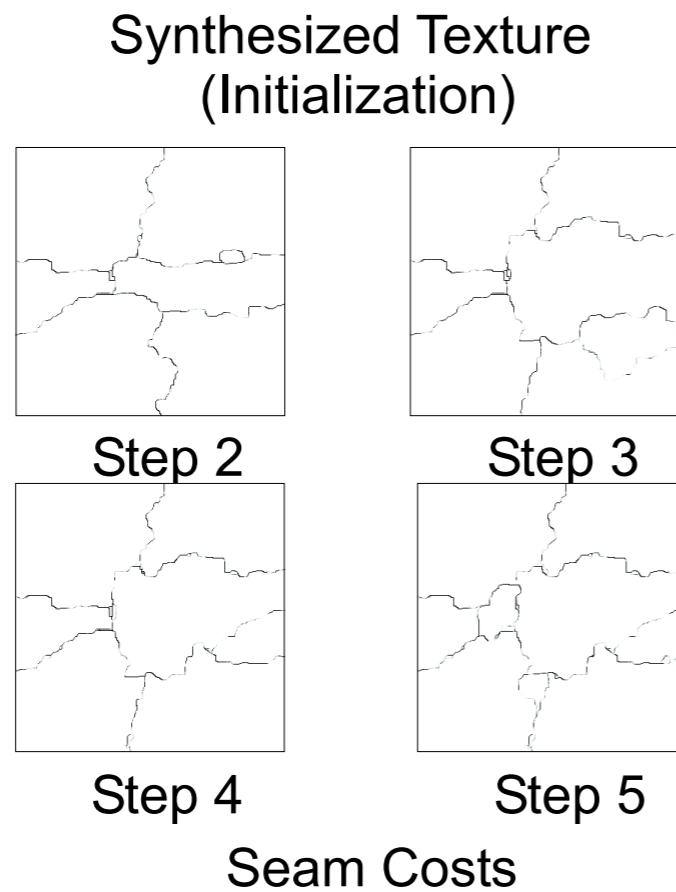 Synthesized Texture
(Initialization)
Step 2
Step 3
Step 4
Step 5
Seam Costs